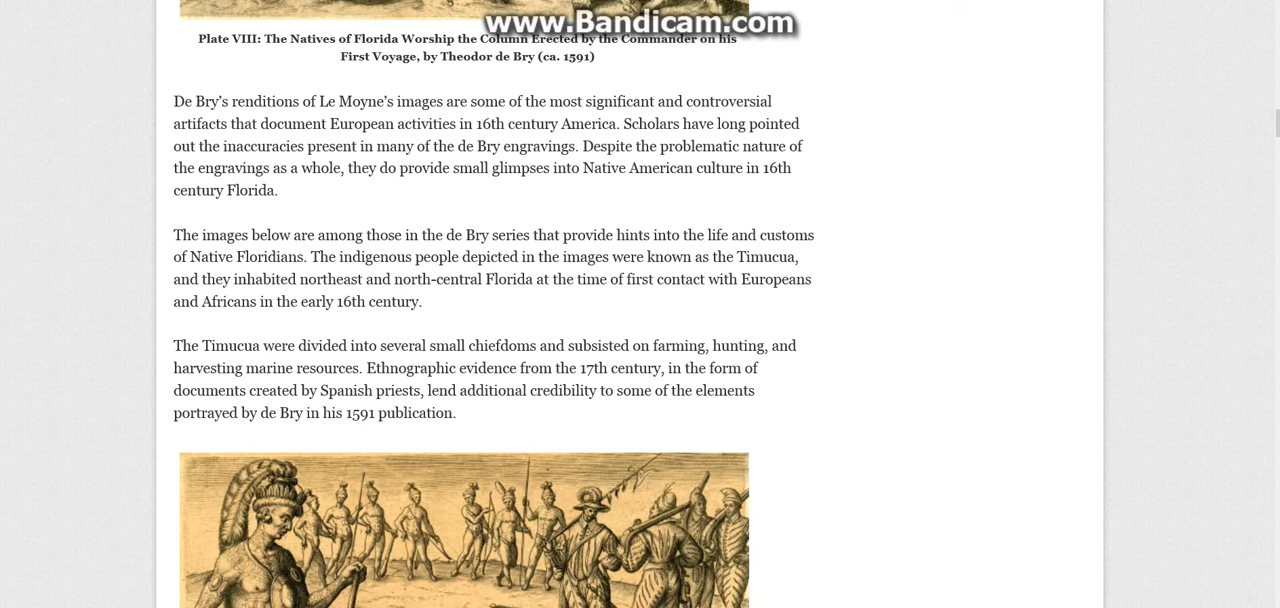 www.Bandicam.com
Plate VIII: The Natives of Florida Worship the Column Erected by the Commander on his
First Voyage, by Theodor de Bry (ca. 1591)
De Bry’s renditions of Le Moyne’s images are some of the most significant and controversial
artifacts that document European activities in 16th century America. Scholars have long pointed
out the inaccuracies present in many of the de Bry engravings. Despite the problematic nature of
the engravings as a whole, they do provide small glimpses into Native American culture in 16th
century Florida.
The images below are among those in the de Bry series that provide hints into the life and customs
of Native Floridians. The indigenous people depicted in the images were known as the Timucua,
and they inhabited northeast and north-central Florida at the time of first contact with Europeans
and Africans in the early 16th century.
The Timucua were divided into several small chiefdoms and subsisted on farming, hunting, and
harvesting marine resources. Ethnographic evidence from the 17th century, in the form of
documents created by Spanish priests, lend additional credibility to some of the elements
portrayed by de Bry in his 1591 publication.